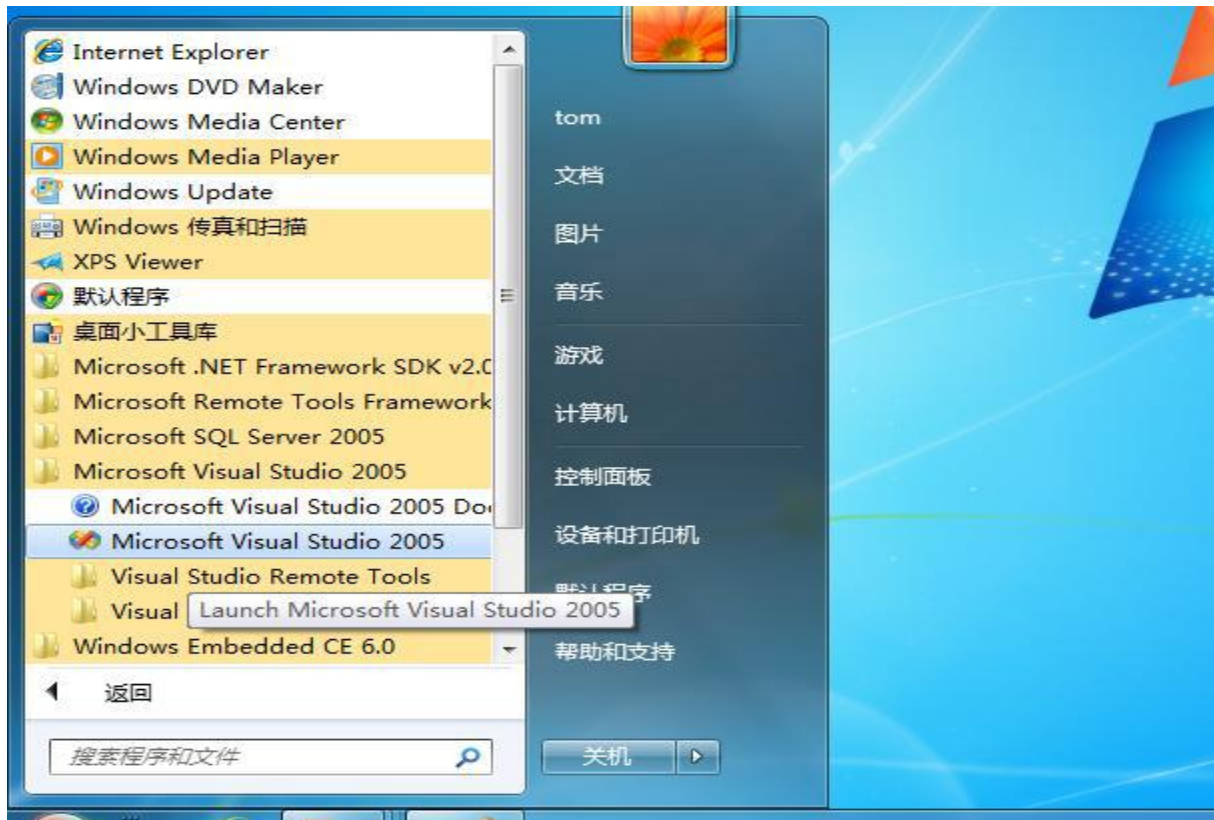 Internet Explorer
Windows DVD Maker
Windows Media Center
Windows Media Player
Windows Update
Windows 传真和扫描
XPS Viewer
默认程序
桌面小工具库
Microsoft .NET Framework SDK v2.0
Microsoft Remote Tools Framework
Microsoft SQL Server 2005
Microsoft Visual Studio 2005
Microsoft Visual Studio 2005 Do
Microsoft Visual Studio 2005
Visual Studio Remote Tools
Visual
Launch Microsoft Visual Studio 2005
Windows Embedded CE 6.0
返回
搜索程序和文件
tom
文档
图片
音乐
游戏
计算机
控制面板
设备和打印机
默认程序
帮助和支持
关机